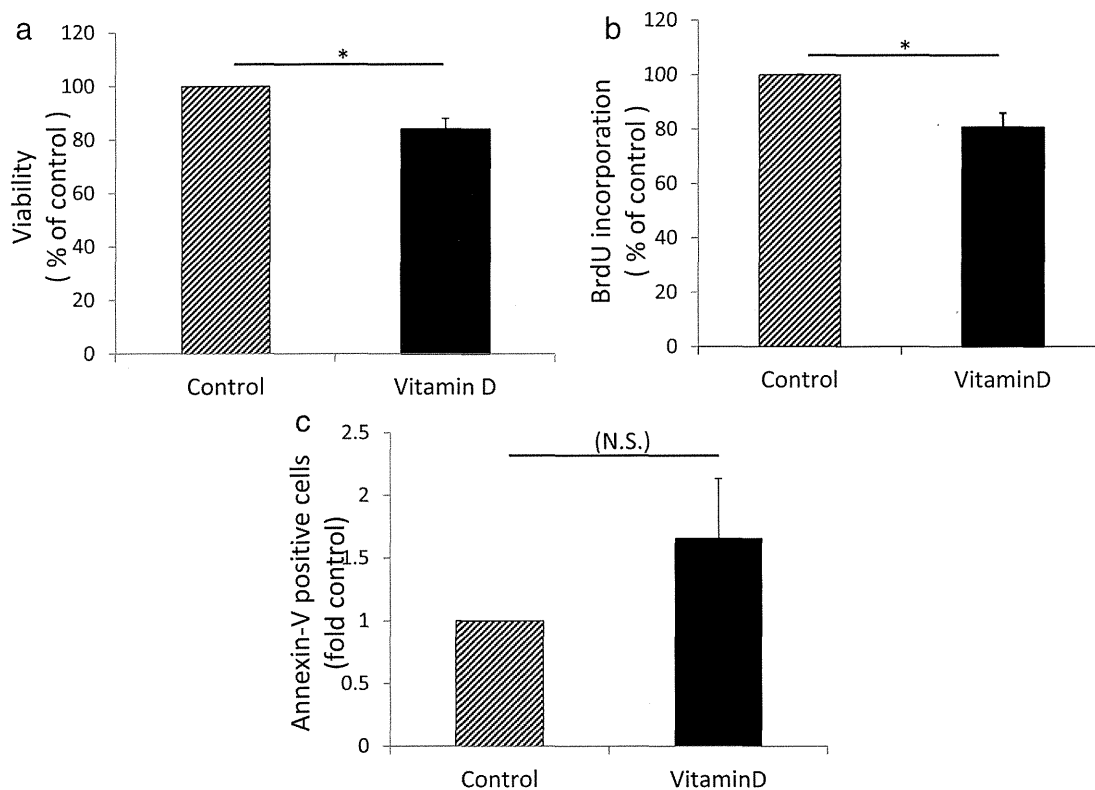 a
120
100
80
60
40
20
0
Viability
( % of control )
*
Control
Vitamin D
b
120
100
80
60
40
20
0
BrdU incorporation
( % of control )
*
Control
VitaminD
c
2.5
2
1.5
1
0.5
0
Annexin-V positive cells
(fold control)
(N.S.)
Control
VitaminD